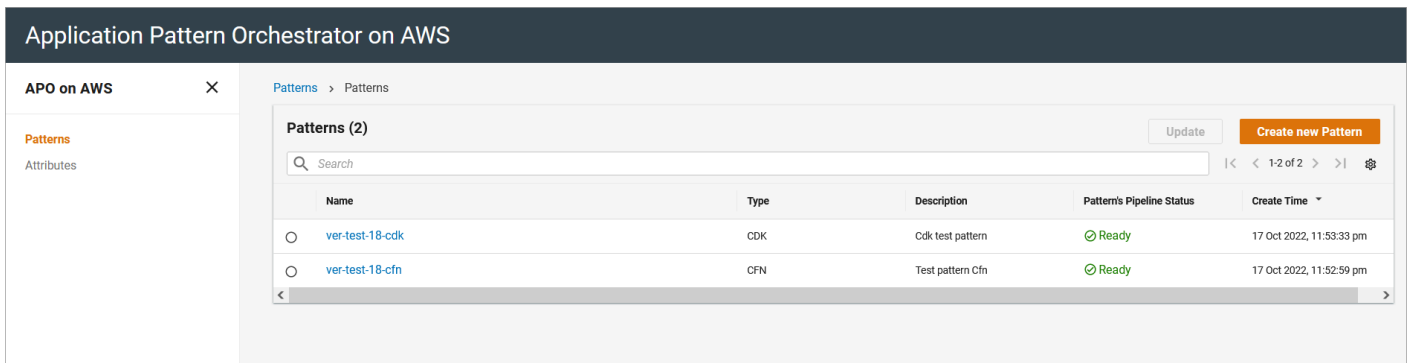 Application Pattern Orchestrator on AWS
APO on AWS
Patterns
Attributes
Patterns > Patterns
Patterns (2)
Update
Create new Pattern
Search
1-2 of 2
Name Type Description Pattern's Pipeline Status Create Time
ver-test-18-cdk CDK Cdk test pattern Ready 17 Oct 2022, 11:53:33 pm
ver-test-18-cfn CFN Test pattern Cfn Ready 17 Oct 2022, 11:52:59 pm